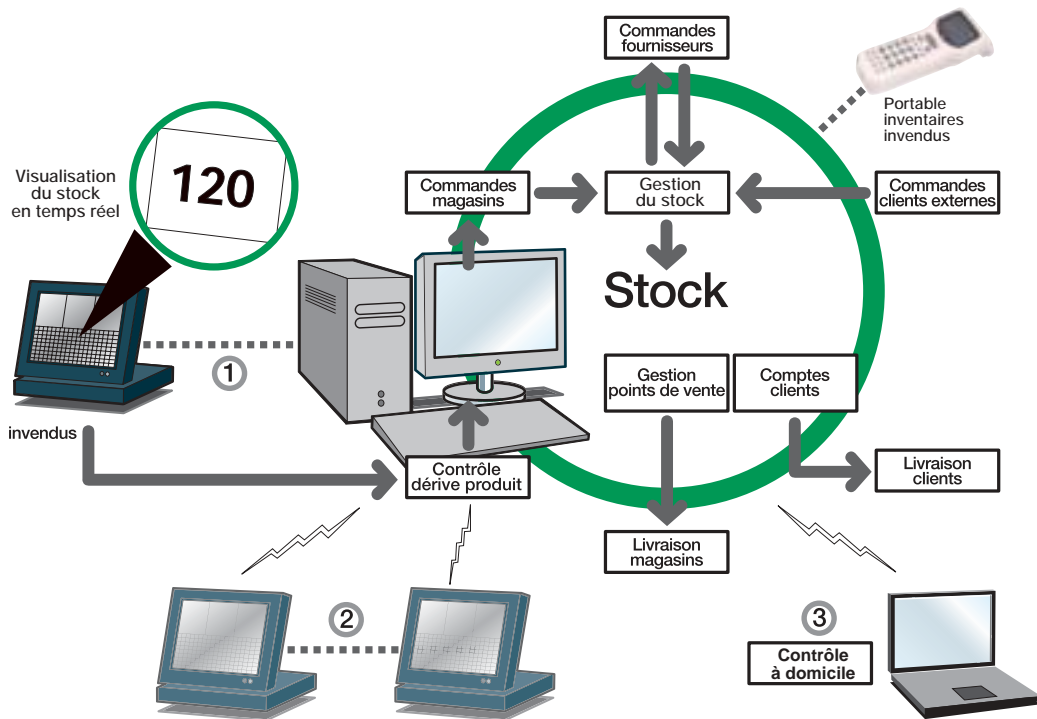 Commandes
fournisseurs
Portable
inventaires
invendus
Visualisation
du stock
en temps réel
120
Commandes
magasins
Gestion
du stock
Commandes
clients externes
Stock
1
Gestion
points de vente
Comptes
clients
invendus
Contrôle
dérive produit
Livraison
clients
Livraison
magasins
2
3
Contrôle
à domicile